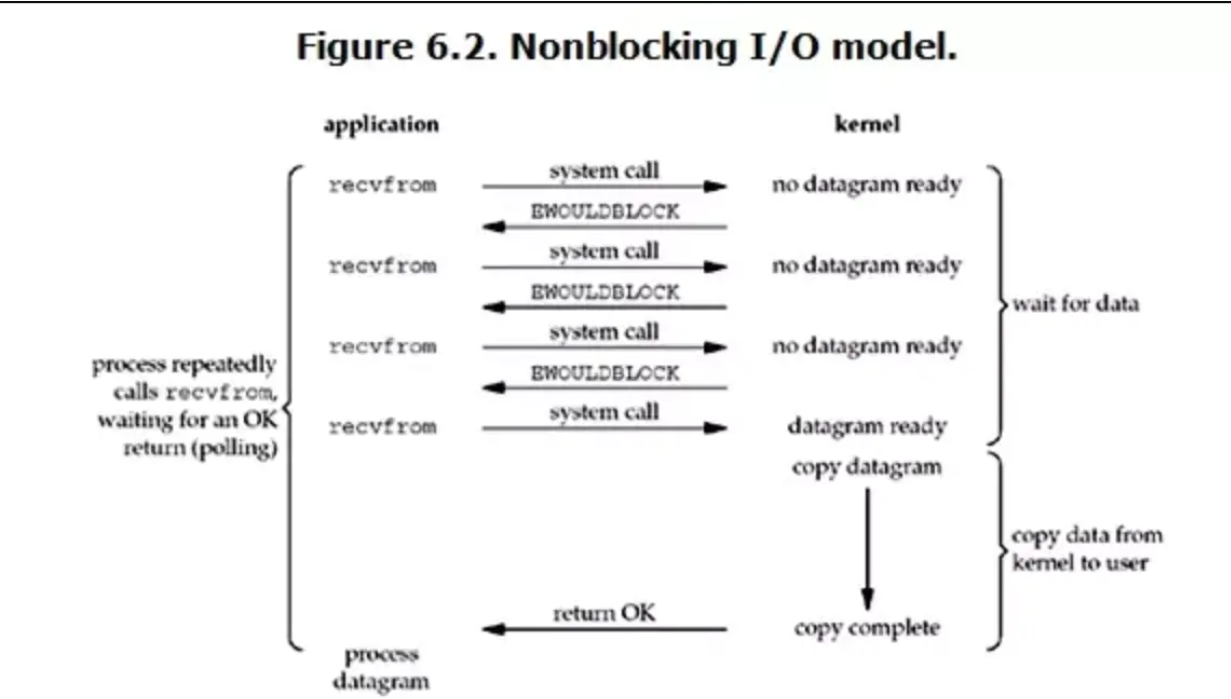 Figure 6.2. Nonblocking I/O model.
application
kernel
recvfrom
system call
no datagram ready
EWOULDBLOCK
recvfrom
system call
no datagram ready
EWOULDBLOCK
recvfrom
system call
no datagram ready
EWOULDBLOCK
recvfrom
system call
datagram ready
wait for data
process repeatedly
calls recvfrom,
waiting for an OK
return (polling)
copy datagram
copy data from
kernel to user
return OK
copy complete
process
datagram